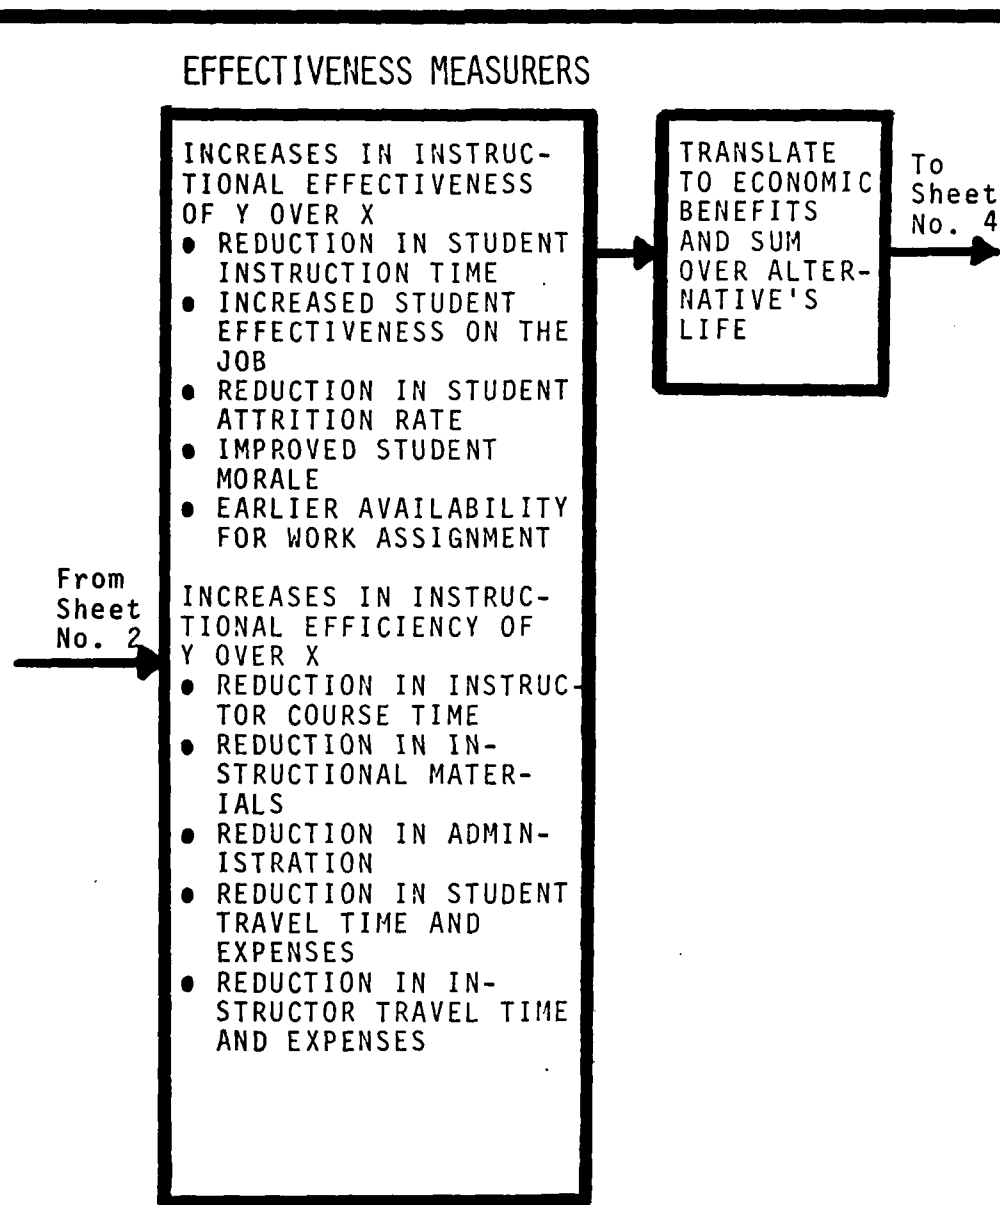 EFFECTIVENESS MEASURERS
INCREASES IN INSTRUC-
TIONAL EFFECTIVENESS
OF Y OVER X
● REDUCTION IN STUDENT
INSTRUCTION TIME
● INCREASED STUDENT
EFFECTIVENESS ON THE
JOB
● REDUCTION IN STUDENT
ATTRITION RATE
● IMPROVED STUDENT
MORALE
● EARLIER AVAILABILITY
FOR WORK ASSIGNMENT
INCREASES IN INSTRUC-
TIONAL EFFICIENCY OF
Y OVER X
● REDUCTION IN INSTRUC-
TOR COURSE TIME
● REDUCTION IN IN-
STRUCTIONAL MATER-
IALS
● REDUCTION IN ADMIN-
ISTRATION
● REDUCTION IN STUDENT
TRAVEL TIME AND
EXPENSES
● REDUCTION IN IN-
STRUCTOR TRAVEL TIME
AND EXPENSES
From
Sheet
No. 2
TRANSLATE
TO ECONOMIC
BENEFITS
AND SUM
OVER ALTER-
NATIVE'S
LIFE
To
Sheet
No. 4